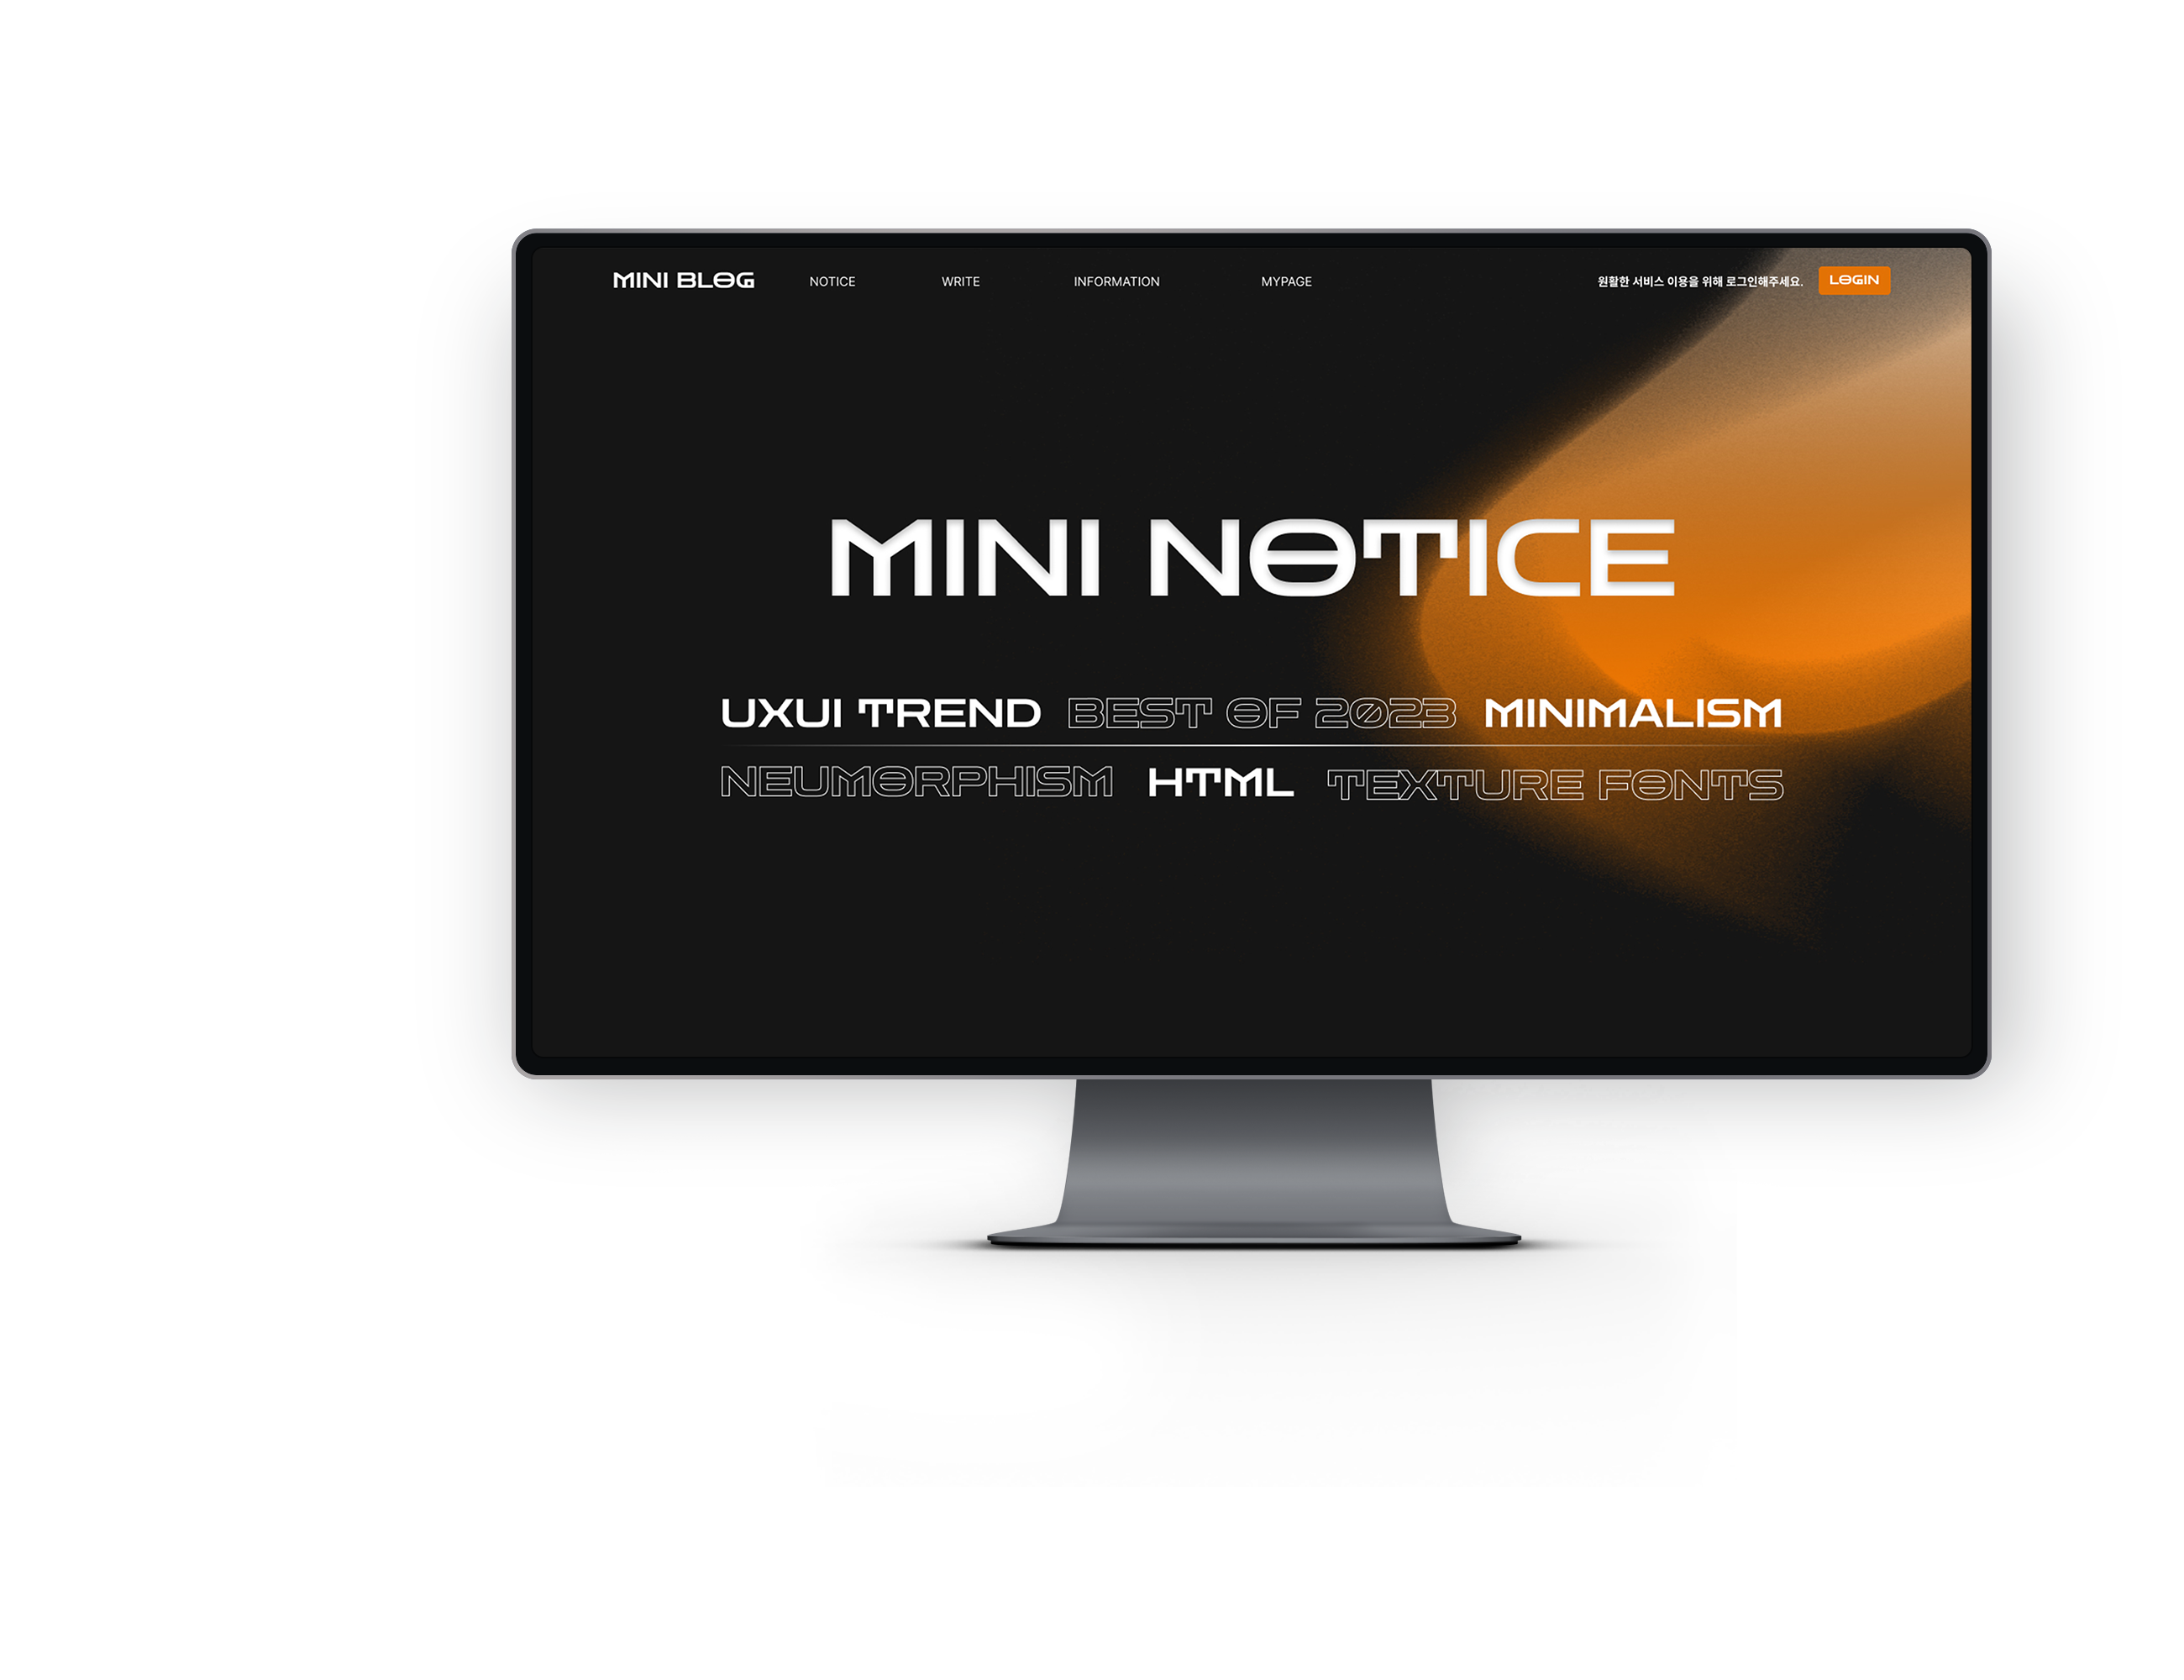 MINI BLOG NOTICE WRITE INFORMATION MYPAGE 원활한 서비스 이용을 위해 로그인해주세요. LOGIN
MINI NOTICE
UXUI TREND BEST OF 2023 MINIMALISM
NEUMORPHISM HTML TEXTURE FONTS